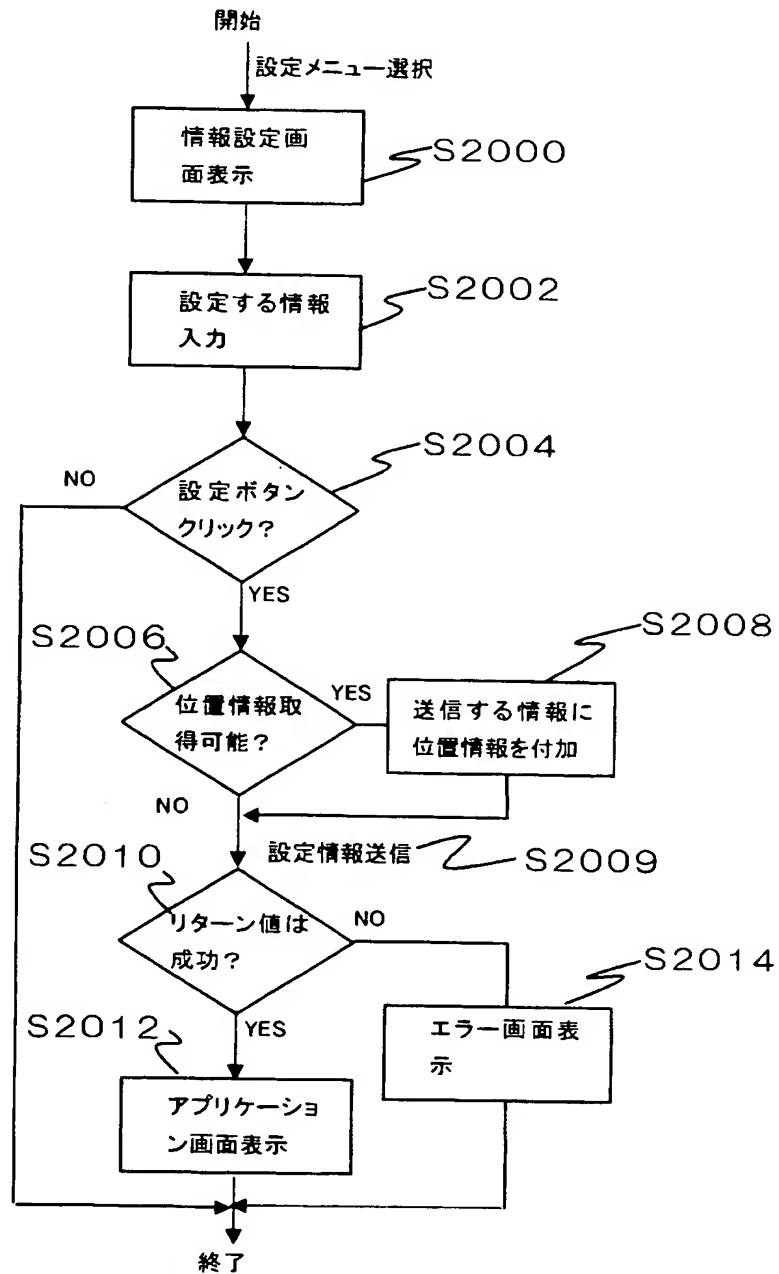 開始
設定メニュー選択
情報設定画
面表示
S2000
設定する情報
入力
S2002
S2004
NO
設定ボタン
クリック?
YES
S2006
S2008
位置情報取
得可能?
YES
送信する情報に
位置情報を付加
NO
設定情報送信
S2009
S2010
リターン値は
成功?
NO
S2014
エラー画面表
示
S2012
YES
アプリケーショ
ン画面表示
終了